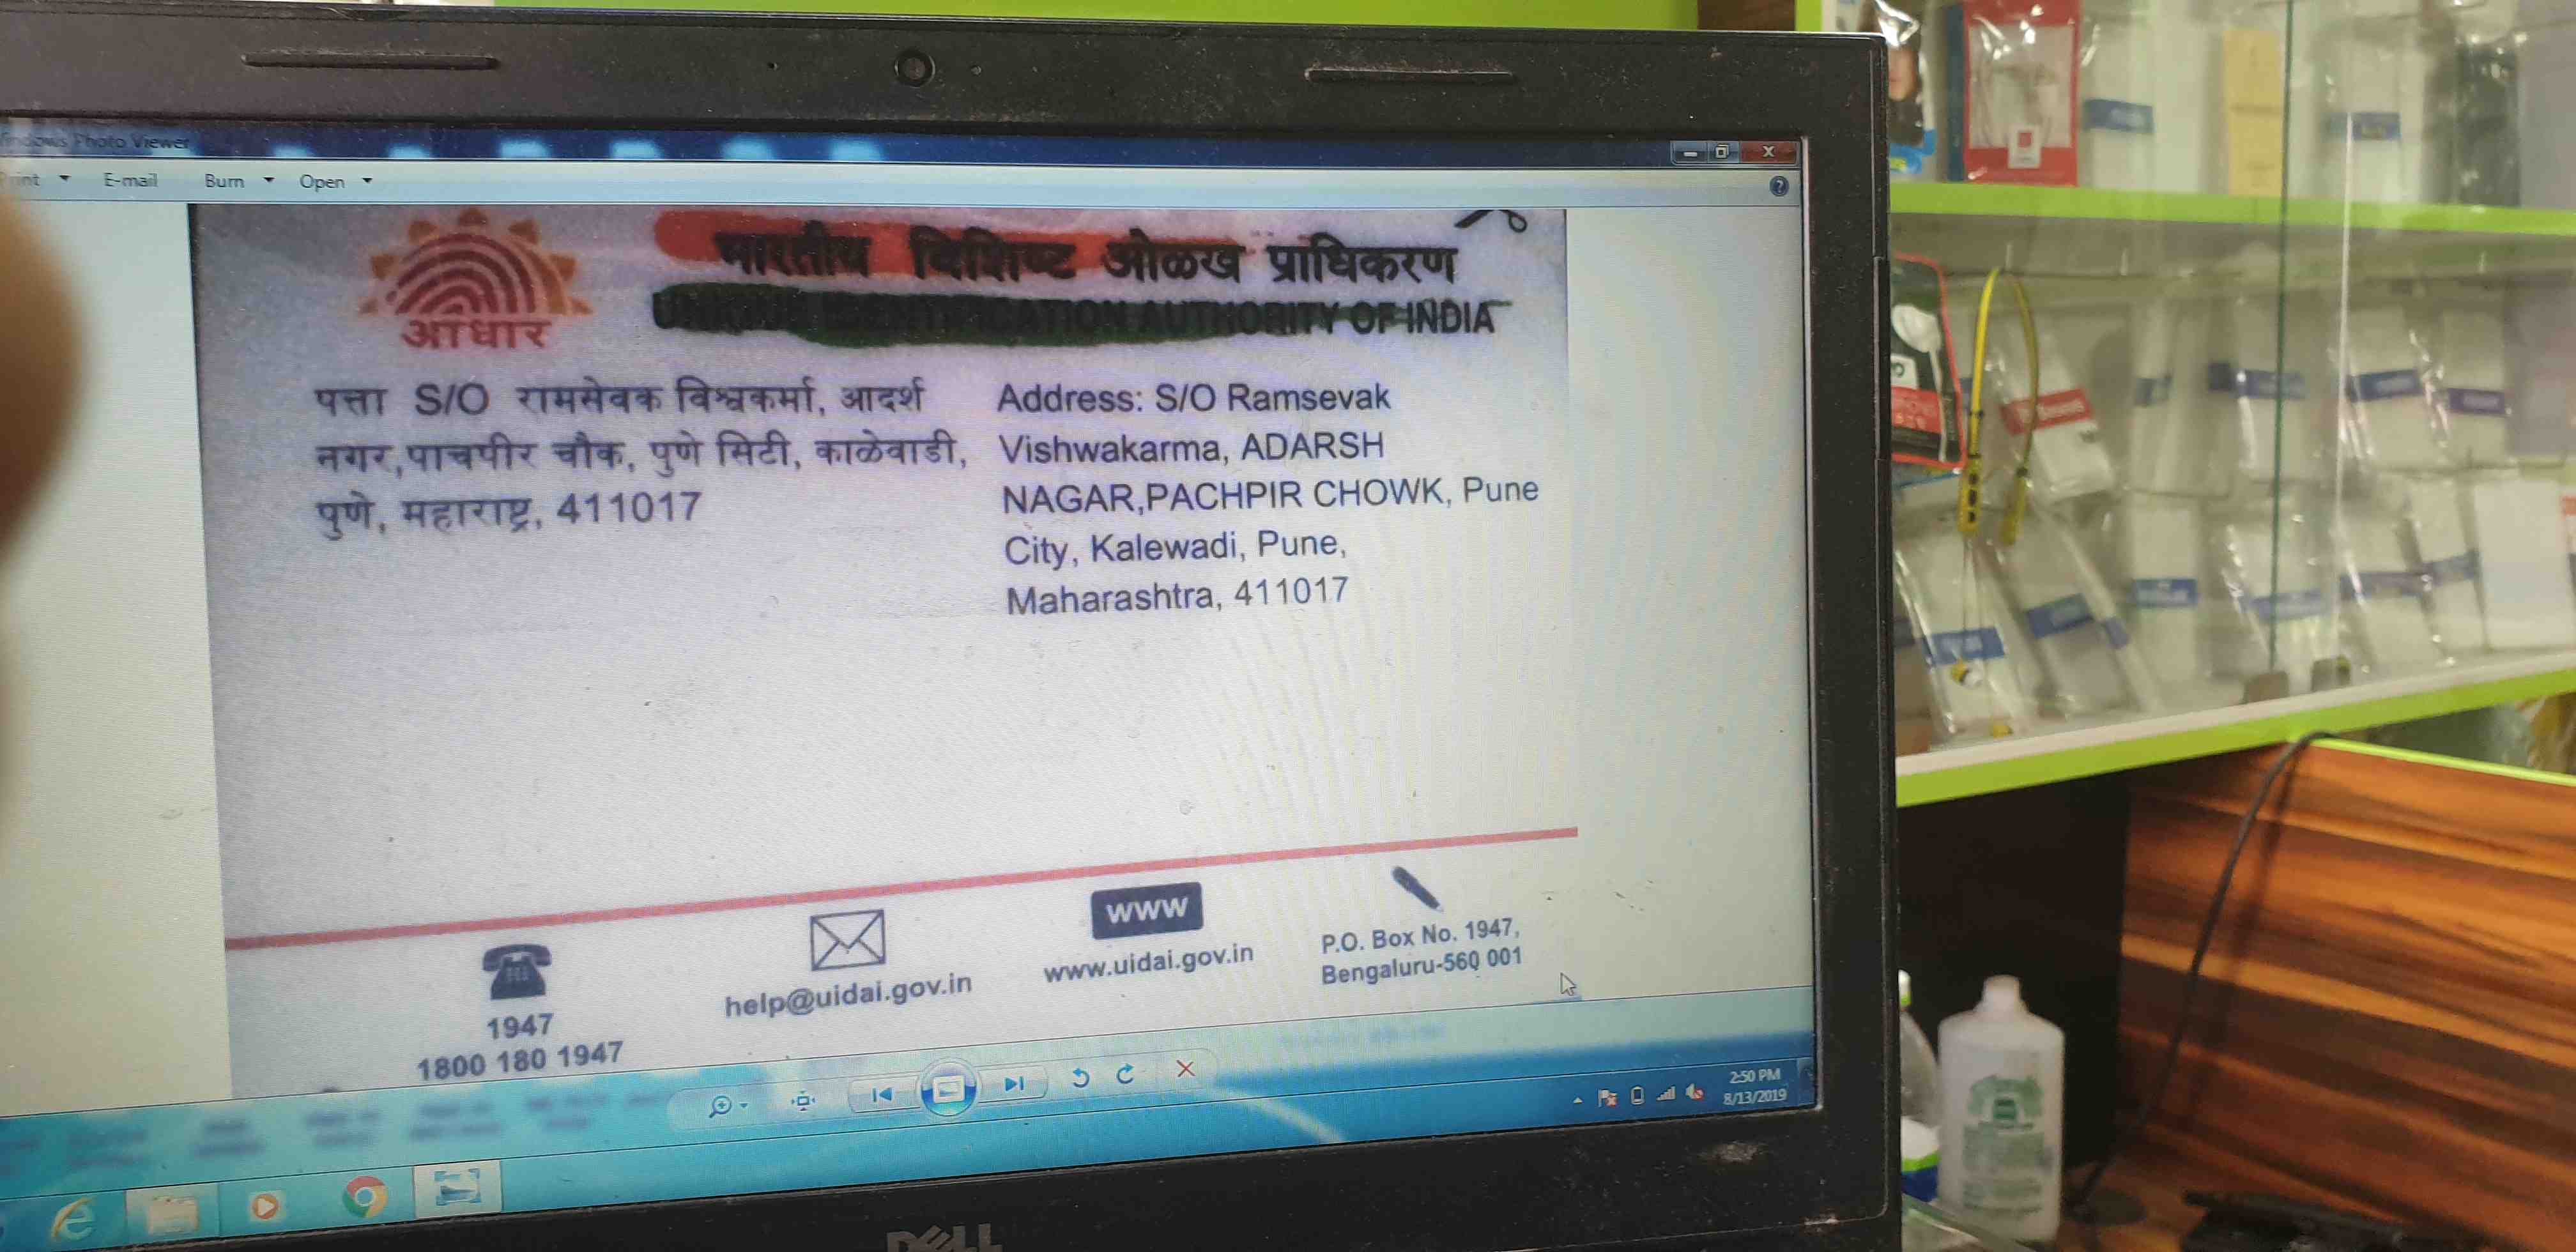 Windows Photo Viewer
Print E-mail Burn Open
भारतीय विशिष्ट ओळख प्राधिकरण
UNIQUE IDENTIFICATION AUTHORITY OF INDIA
आधार
पत्ता S/O रामसेवक विश्वकर्मा, आदर्श
नगर,पाचपीर चौक, पुणे सिटी, काळेवाडी,
पुणे, महाराष्ट्र, 411017
Address: S/O Ramsevak
Vishwakarma, ADARSH
NAGAR,PACHPIR CHOWK, Pune
City, Kalewadi, Pune,
Maharashtra, 411017
1947
1800 180 1947
help@uidai.gov.in
www
www.uidai.gov.in
P.O. Box No. 1947,
Bengaluru-560 001
2:50 PM
8/13/2019
DELL